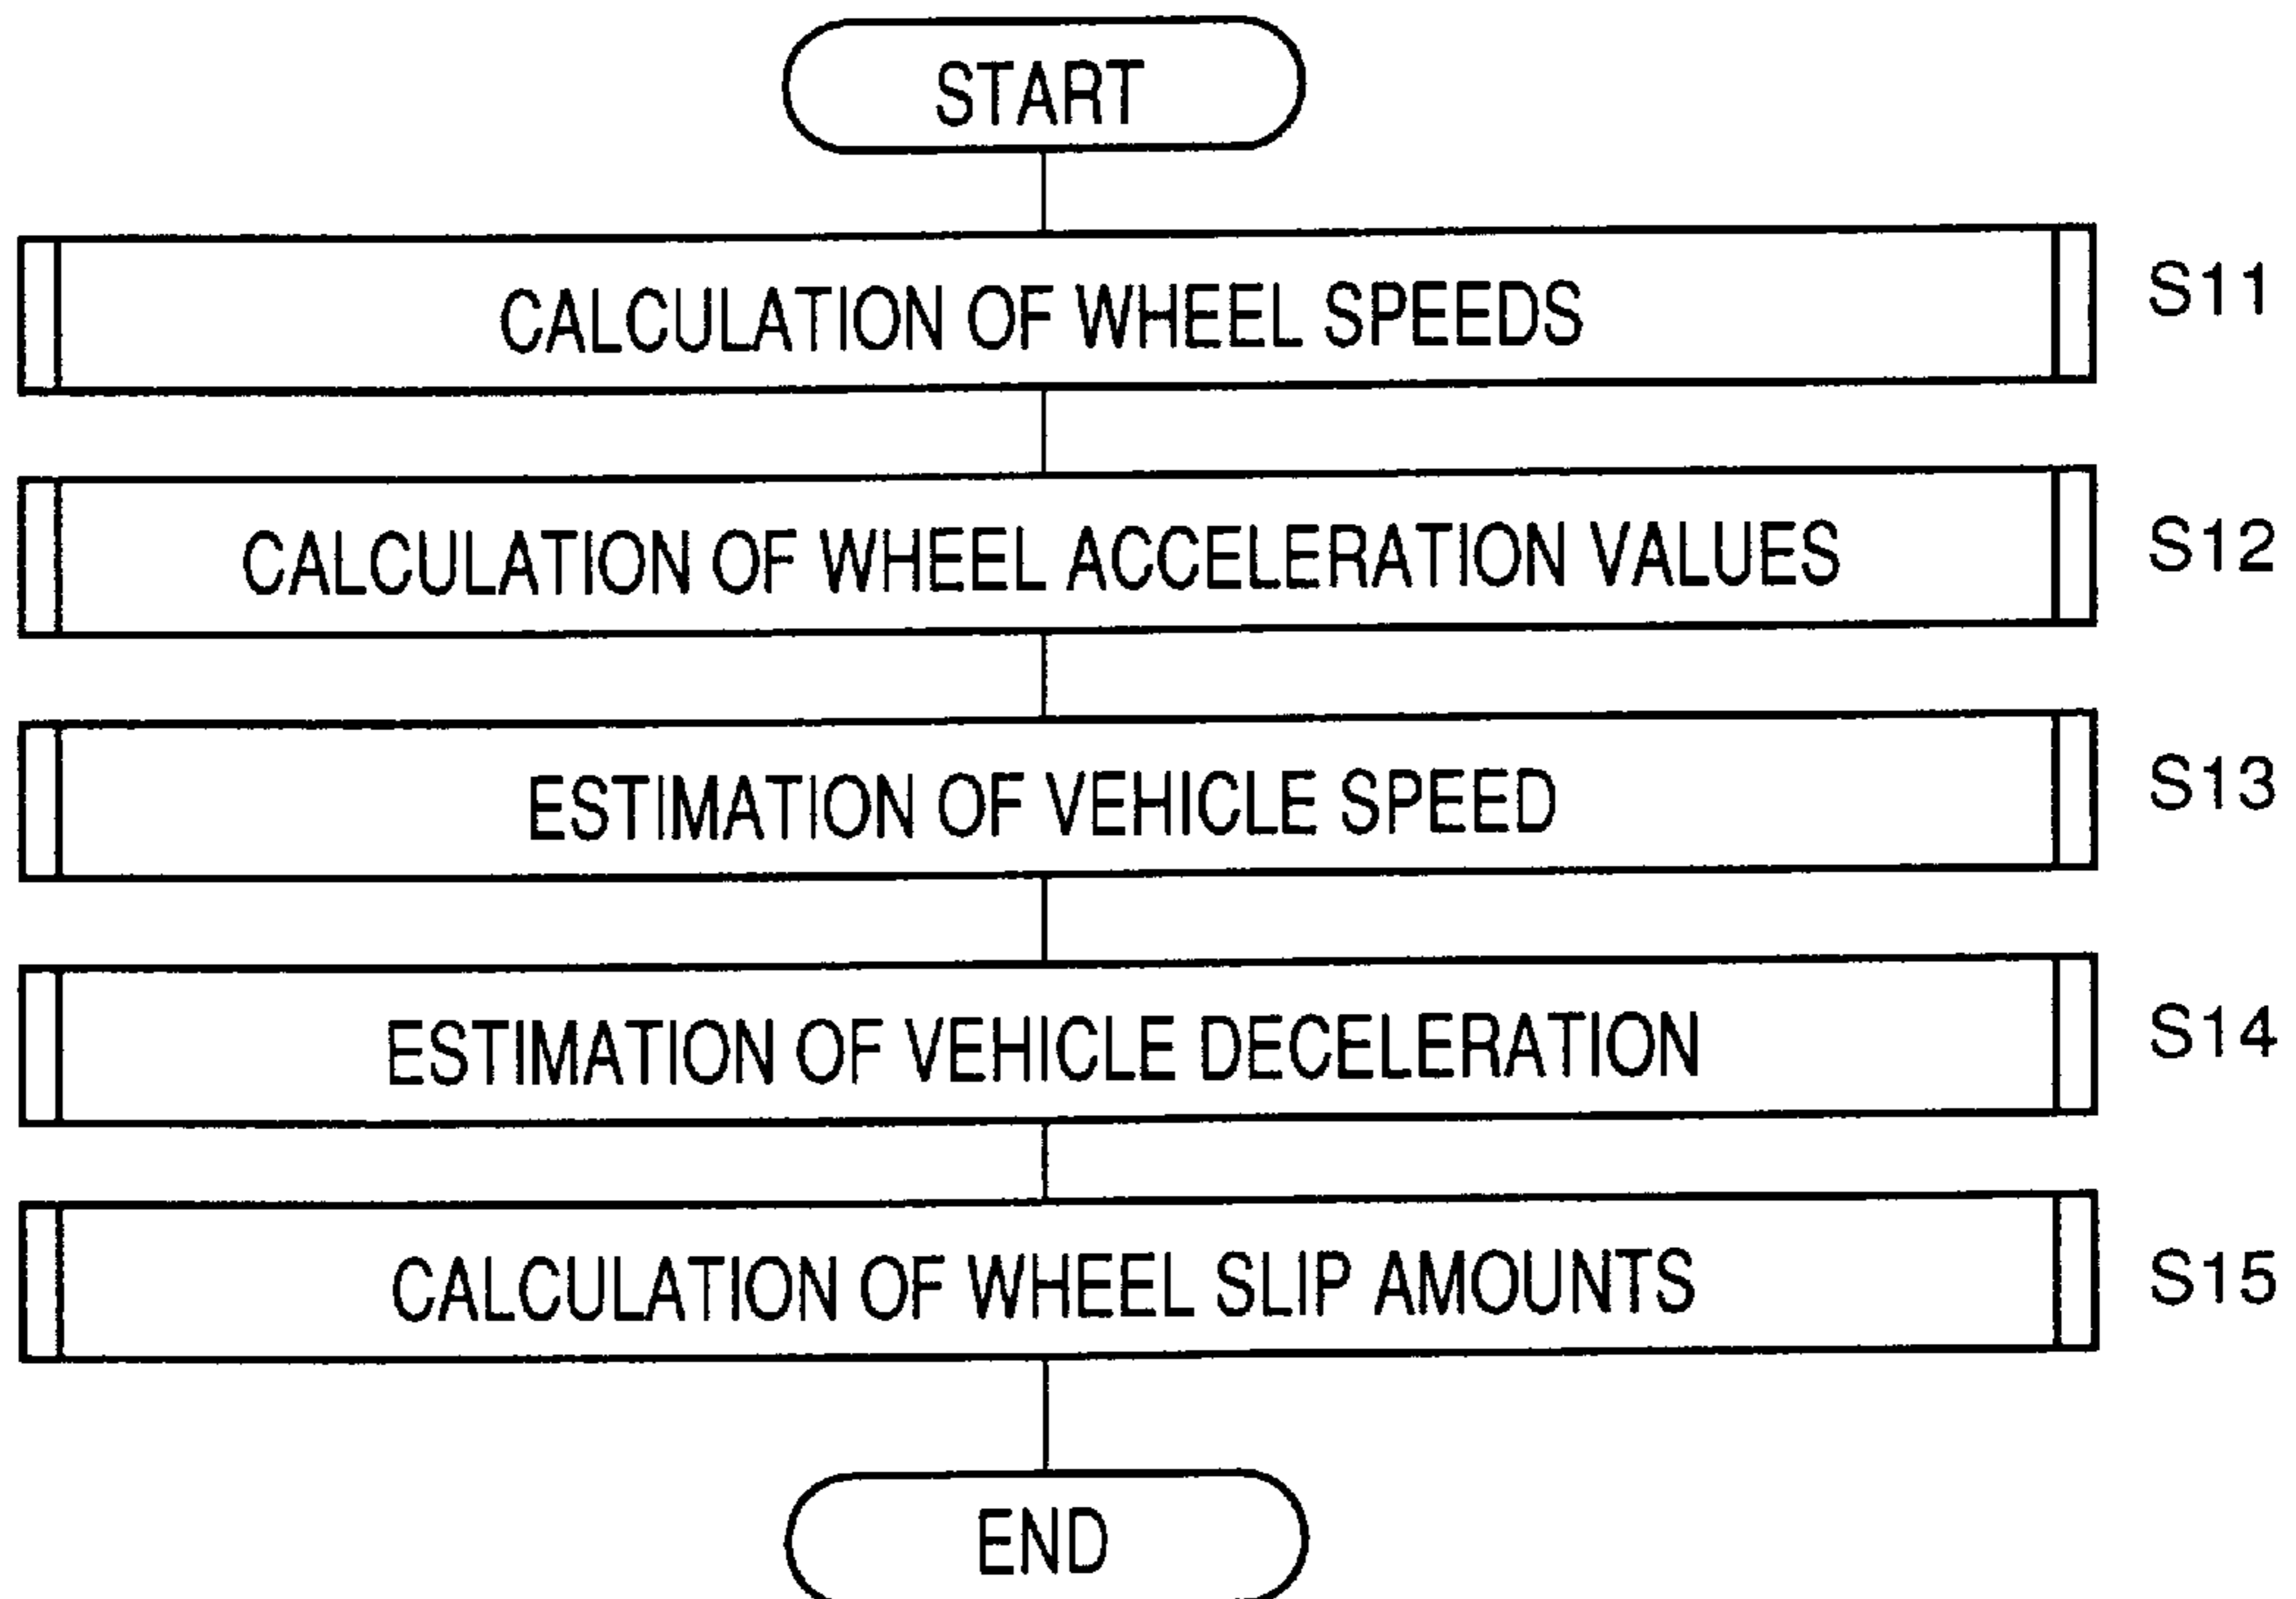 START
CALCULATION OF WHEEL SPEEDS S11
CALCULATION OF WHEEL ACCELERATION VALUES S12
ESTIMATION OF VEHICLE SPEED S13
ESTIMATION OF VEHICLE DECELERATION S14
CALCULATION OF WHEEL SLIP AMOUNTS S15
END